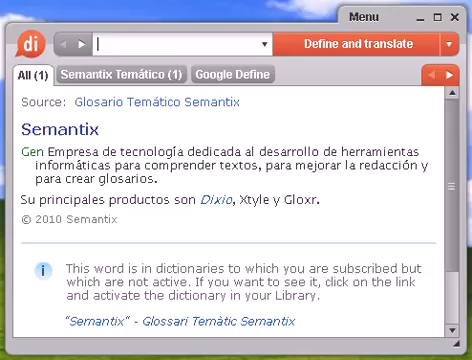 Menu
di
Define and translate
All (1) Semantix Temático (1) Google Define
Source: Glosario Temático Semantix
Semantix
Gen Empresa de tecnología dedicada al desarrollo de herramientas
informáticas para comprender textos, para mejorar la redacción y
para crear glosarios.
Su principales productos son Dixio, Xtyle y Gloxr.
© 2010 Semantix
i
This word is in dictionaries to which you are subscribed but
which are not active. If you want to see it, click on the link
and activate the dictionary in your Library.
"Semantix" - Glossari Temàtic Semantix